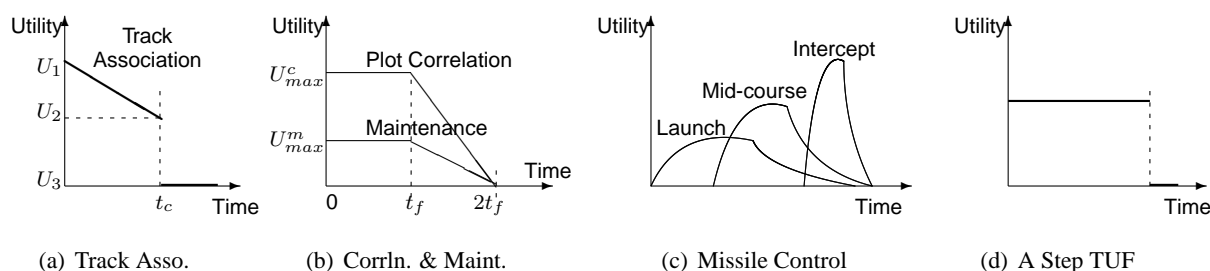 Utility
Track
Association
U1
U2
U3
tc
Time
(a) Track Asso.
Utility
Plot Correlation
U^c_max
Maintenance
U^m_max
Time
0
tf
2tf
(b) Corrln. & Maint.
Utility
Intercept
Mid-course
Launch
Time
(c) Missile Control
Utility
Time
(d) A Step TUF